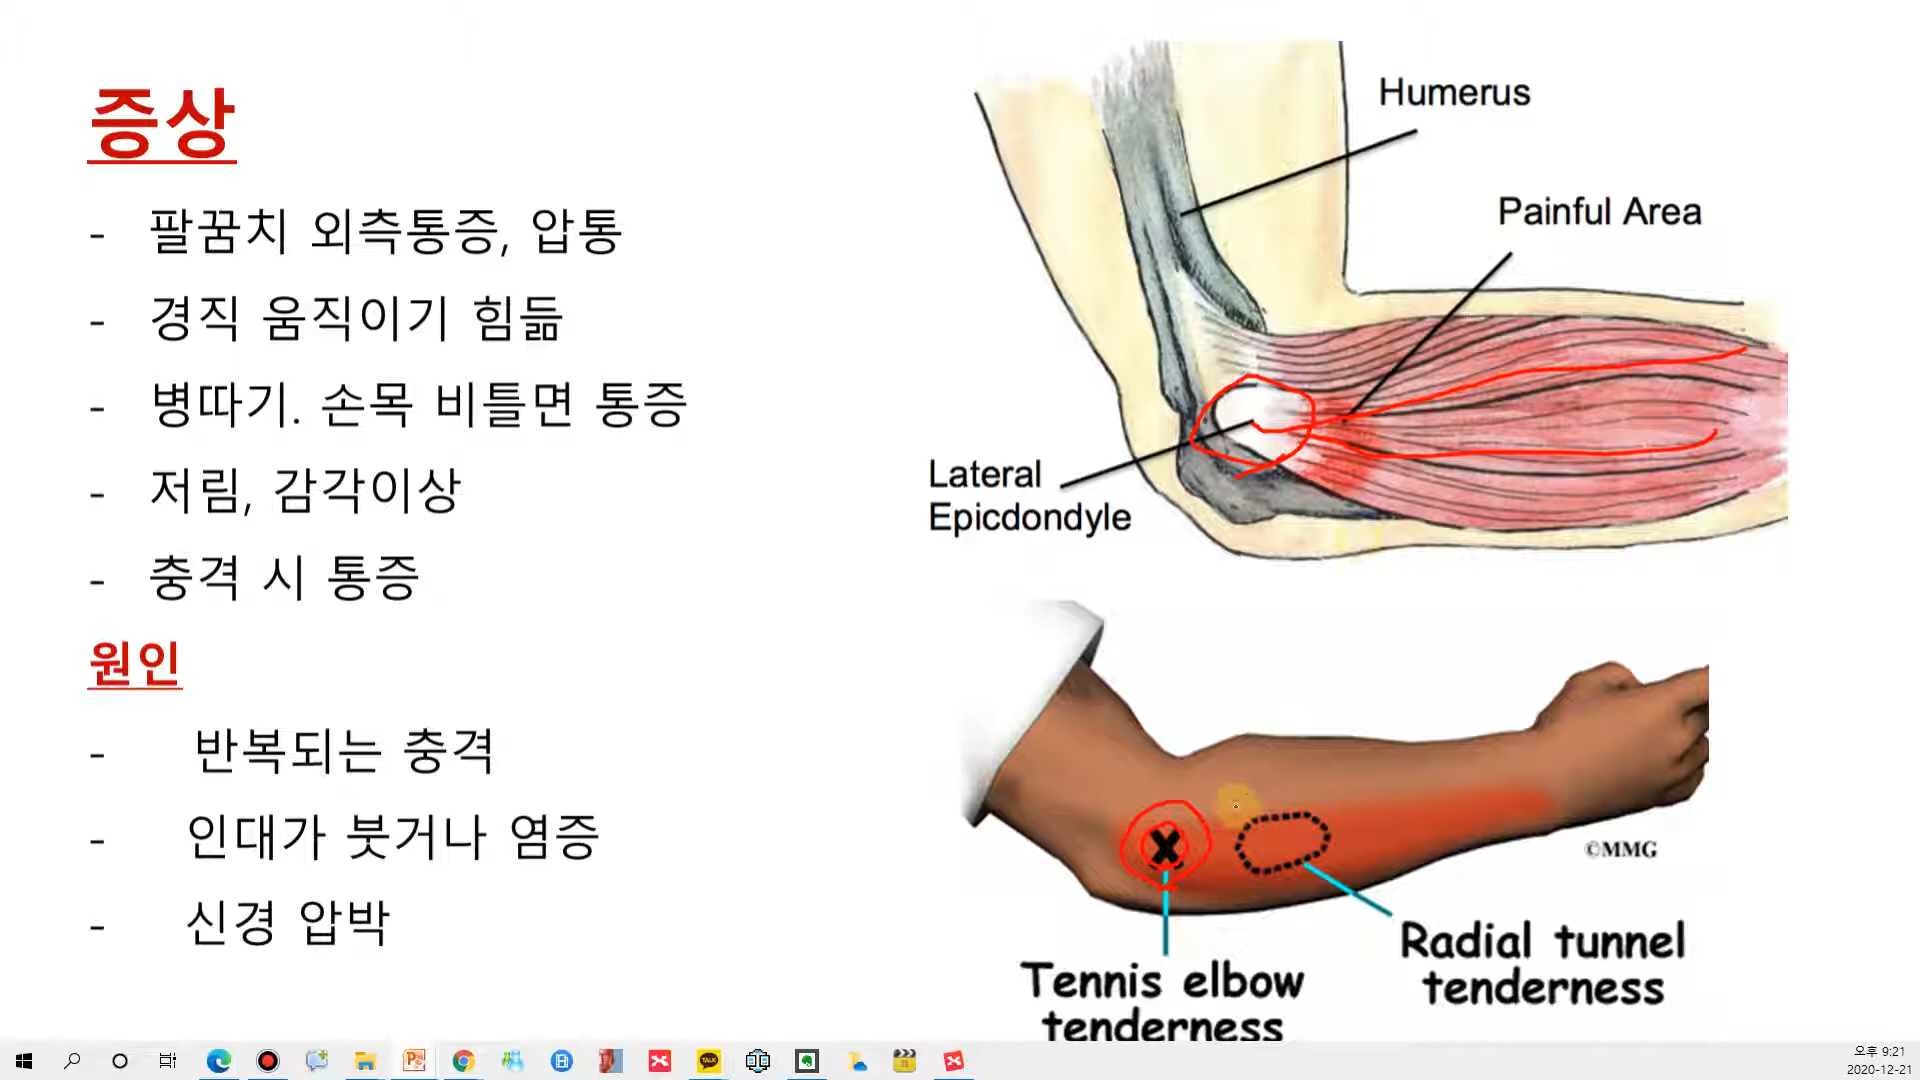 증상
- 팔꿈치 외측통증, 압통
- 경직 움직이기 힘듦
- 병따기. 손목 비틀면 통증
- 저림, 감각이상
- 충격 시 통증
원인
- 반복되는 충격
- 인대가 붓거나 염증
- 신경 압박
Humerus
Painful Area
Lateral
Epicdondyle
©MMG
Radial tunnel
tenderness
Tennis elbow
tenderness
TALK
오후 9:21
2020-12-21